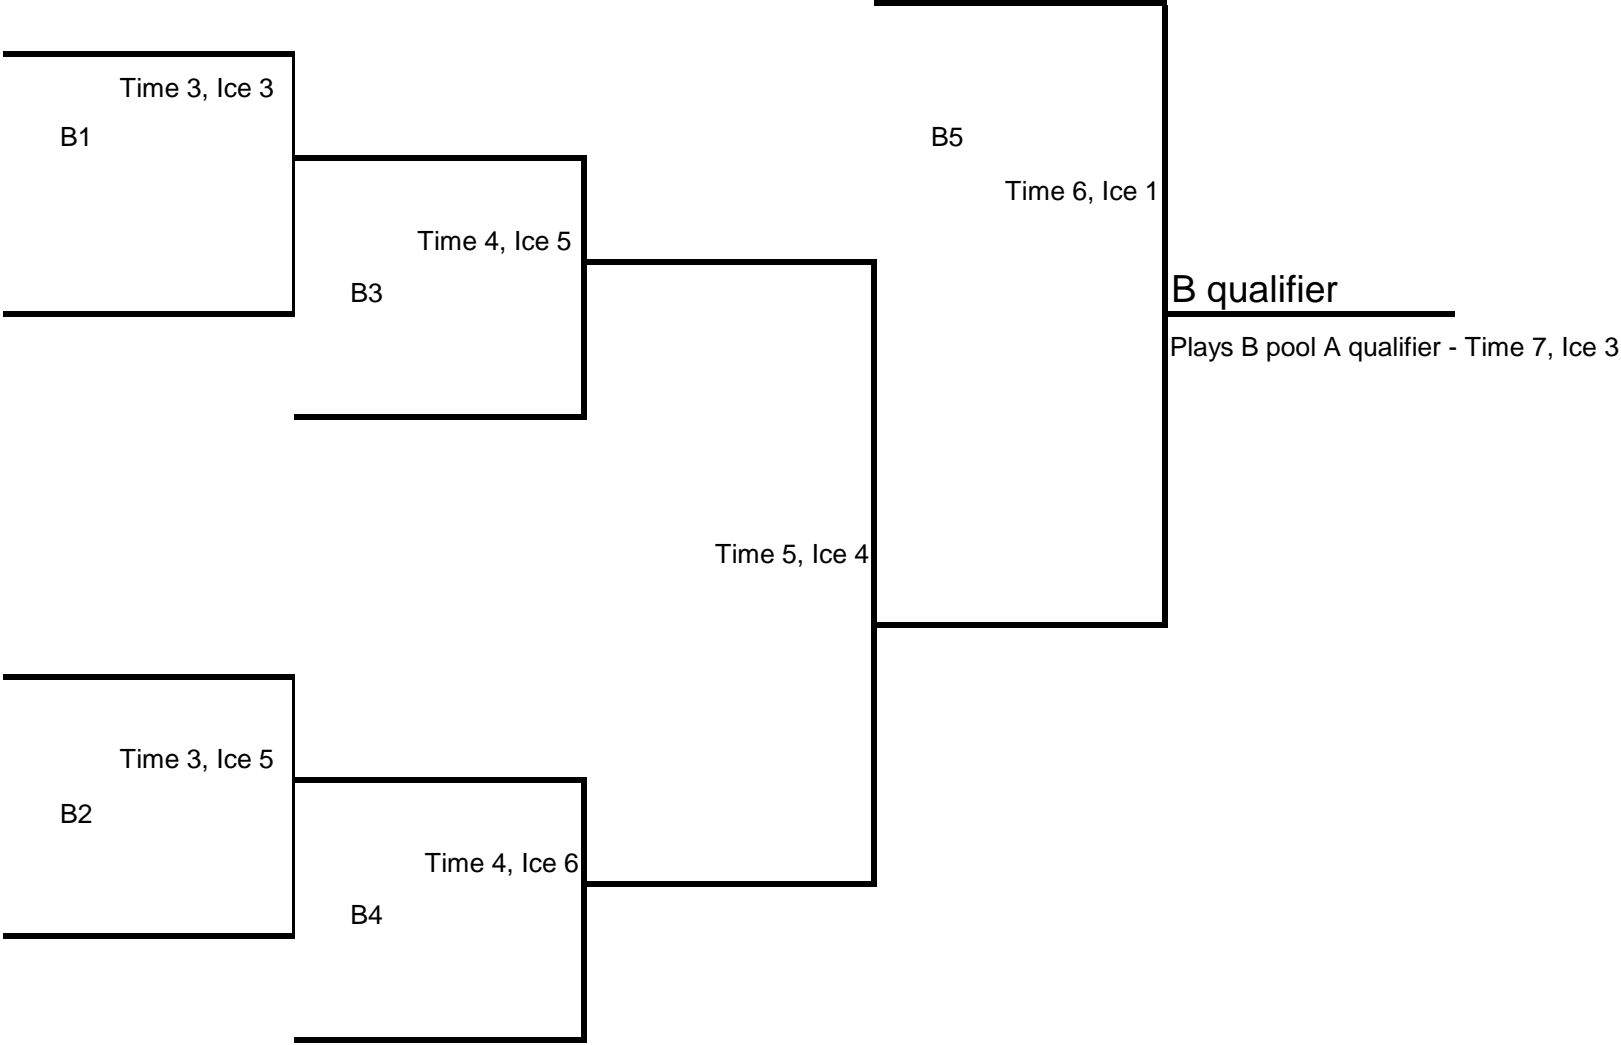 Time 3, Ice 3
B1
B5
Time 6, Ice 1
Time 4, Ice 5
B3
B qualifier
Plays B pool A qualifier - Time 7, Ice 3
Time 5, Ice 4
Time 3, Ice 5
B2
Time 4, Ice 6
B4